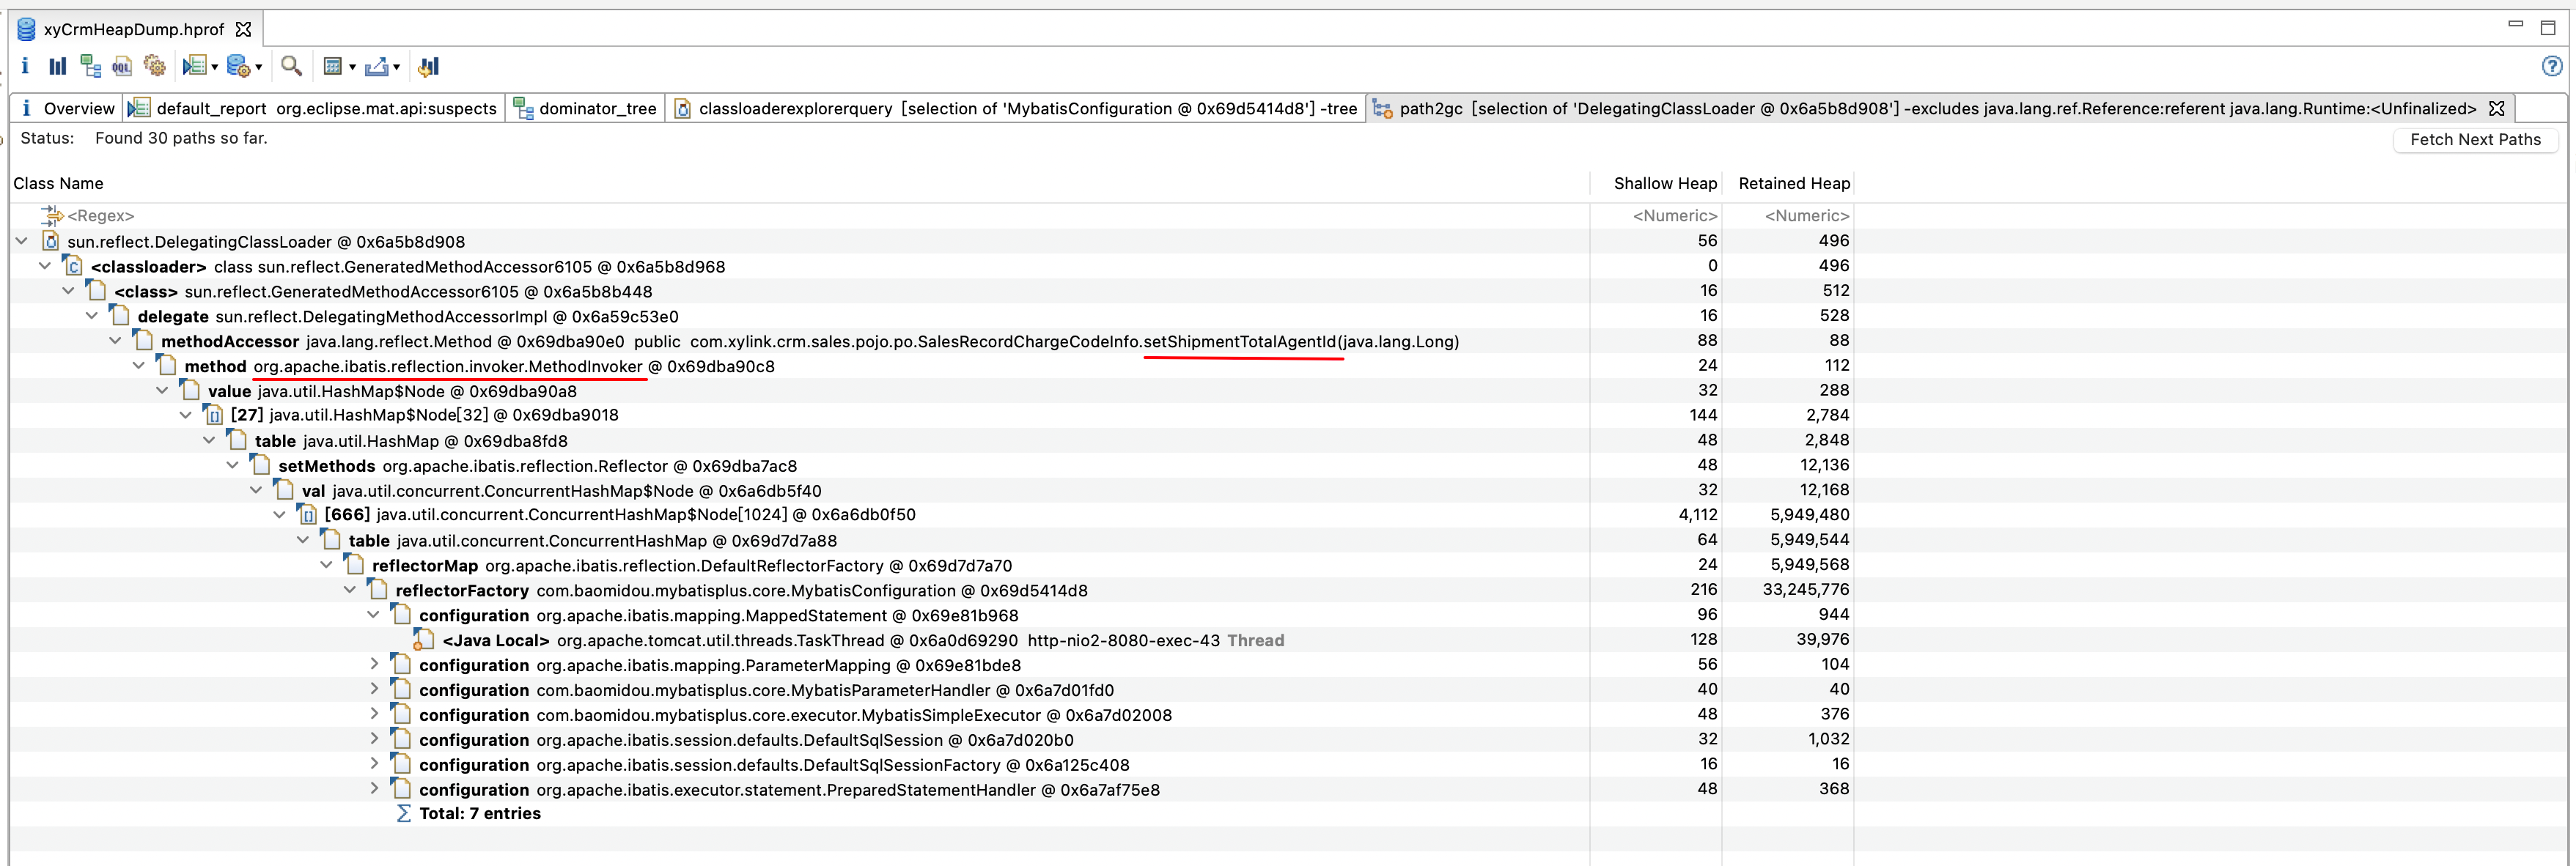 xyCrmHeapDump.hprof
Overview default_report org.eclipse.mat.api:suspects dominator_tree classloaderexplorerquery [selection of 'MybatisConfiguration @ 0x69d5414d8'] -tree path2gc [selection of 'DelegatingClassLoader @ 0x6a5b8d908'] -excludes java.lang.ref.Reference:referent java.lang.Runtime:<Unfinalized>
Status: Found 30 paths so far. Fetch Next Paths
Class Name Shallow Heap Retained Heap
<Regex> <Numeric> <Numeric>
sun.reflect.DelegatingClassLoader @ 0x6a5b8d908 56 496
<classloader> class sun.reflect.GeneratedMethodAccessor6105 @ 0x6a5b8d968 0 496
<class> sun.reflect.GeneratedMethodAccessor6105 @ 0x6a5b8b448 16 512
delegate sun.reflect.DelegatingMethodAccessorImpl @ 0x6a59c53e0 16 528
methodAccessor java.lang.reflect.Method @ 0x69dba90e0 public com.xylink.crm.sales.pojo.po.SalesRecordChargeCodeInfo.setShipmentTotalAgentId(java.lang.Long) 88 88
method org.apache.ibatis.reflection.invoker.MethodInvoker @ 0x69dba90c8 24 112
value java.util.HashMap$Node @ 0x69dba90a8 32 288
[27] java.util.HashMap$Node[32] @ 0x69dba9018 144 2,784
table java.util.HashMap @ 0x69dba8fd8 48 2,848
setMethods org.apache.ibatis.reflection.Reflector @ 0x69dba7ac8 48 12,136
val java.util.concurrent.ConcurrentHashMap$Node @ 0x6a6db5f40 32 12,168
[666] java.util.concurrent.ConcurrentHashMap$Node[1024] @ 0x6a6db0f50 4,112 5,949,480
table java.util.concurrent.ConcurrentHashMap @ 0x69d7d7a88 64 5,949,544
reflectorMap org.apache.ibatis.reflection.DefaultReflectorFactory @ 0x69d7d7a70 24 5,949,568
reflectorFactory com.baomidou.mybatisplus.core.MybatisConfiguration @ 0x69d5414d8 216 33,245,776
configuration org.apache.ibatis.mapping.MappedStatement @ 0x69e81b968 96 944
<Java Local> org.apache.tomcat.util.threads.TaskThread @ 0x6a0d69290 http-nio2-8080-exec-43 Thread 128 39,976
configuration org.apache.ibatis.mapping.ParameterMapping @ 0x69e81bde8 56 104
configuration com.baomidou.mybatisplus.core.MybatisParameterHandler @ 0x6a7d01fd0 40 40
configuration com.baomidou.mybatisplus.core.executor.MybatisSimpleExecutor @ 0x6a7d02008 48 376
configuration org.apache.ibatis.session.defaults.DefaultSqlSession @ 0x6a7d020b0 32 1,032
configuration org.apache.ibatis.session.defaults.DefaultSqlSessionFactory @ 0x6a125c408 16 16
configuration org.apache.ibatis.executor.statement.PreparedStatementHandler @ 0x6a7af75e8 48 368
Total: 7 entries